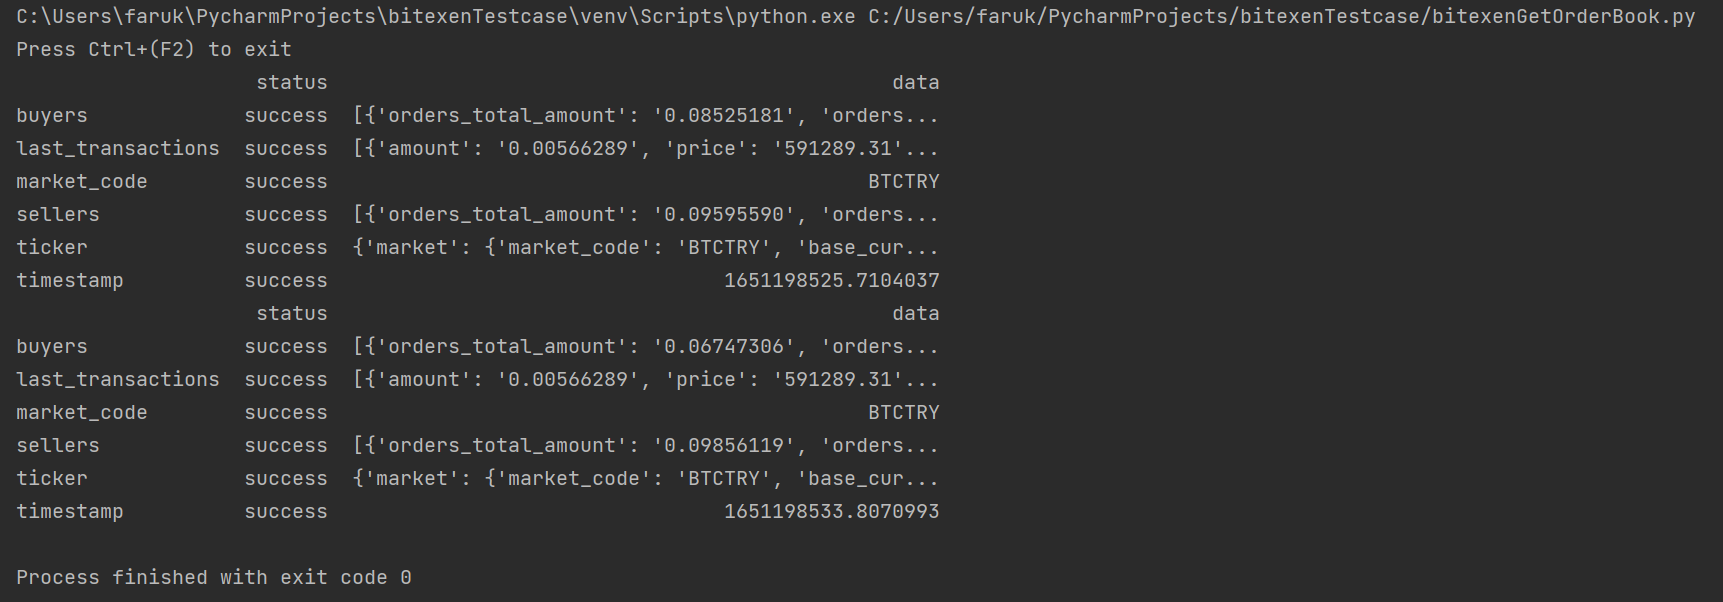 C:\Users\faruk\PycharmProjects\bitexenTestcase\venv\Scripts\python.exe C:/Users/faruk/PycharmProjects/bitexenTestcase/bitexenGetOrderBook.py
Press Ctrl+(F2) to exit
                    status                                               data
buyers             success  [{'orders_total_amount': '0.08525181', 'orders...
last_transactions  success  [{'amount': '0.00566289', 'price': '591289.31'...
market_code        success                                             BTCTRY
sellers            success  [{'orders_total_amount': '0.09595590', 'orders...
ticker             success  {'market': {'market_code': 'BTCTRY', 'base_cur...
timestamp          success                                 1651198525.7104037
                    status                                               data
buyers             success  [{'orders_total_amount': '0.06747306', 'orders...
last_transactions  success  [{'amount': '0.00566289', 'price': '591289.31'...
market_code        success                                             BTCTRY
sellers            success  [{'orders_total_amount': '0.09856119', 'orders...
ticker             success  {'market': {'market_code': 'BTCTRY', 'base_cur...
timestamp          success                                 1651198533.8070993
Process finished with exit code 0